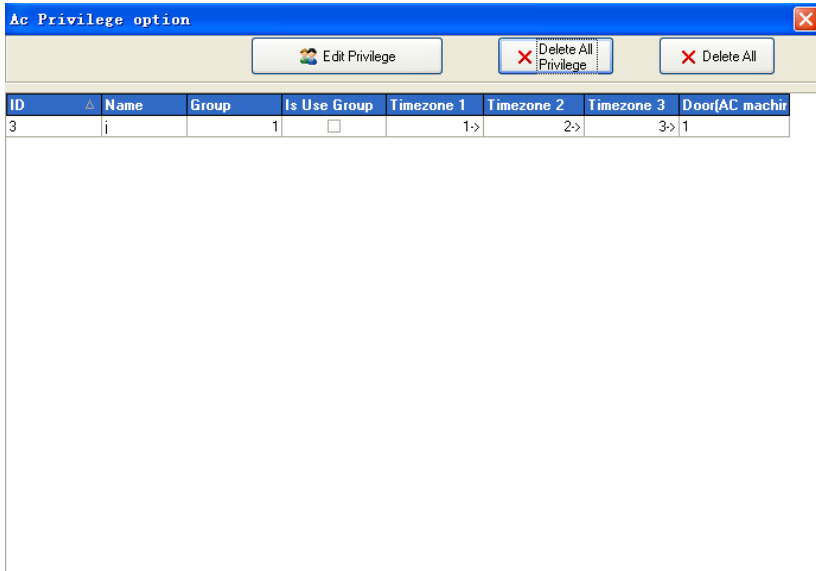 Ac Privilege option
Edit Privilege
Delete All
Privilege
Delete All
ID Name Group Is Use Group Timezone 1 Timezone 2 Timezone 3 Door(AC machir
3 j 1 1-> 2-> 3-> 1